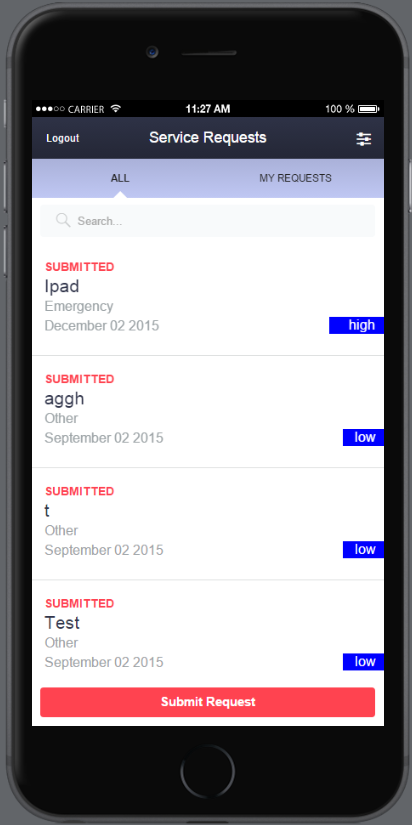 CARRIER 11:27 AM 100 %
Logout Service Requests
ALL MY REQUESTS
Search...
SUBMITTED
Ipad
Emergency
December 02 2015 high
SUBMITTED
aggh
Other
September 02 2015 low
SUBMITTED
t
Other
September 02 2015 low
SUBMITTED
Test
Other
September 02 2015 low
Submit Request